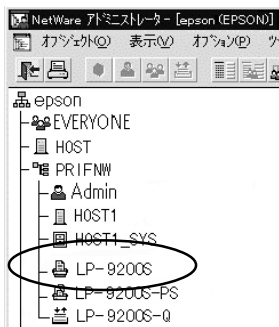 NetWare ｱﾄﾞﾐﾆｽﾄﾚｰﾀ - [epson (EPSON)]
ｵﾌﾞｼﾞｪｸﾄ(O) 表示(V) ｵﾌﾟｼｮﾝ(P)
epson
EVERYONE
HOST
PRIFNW
Admin
HOST1
HOST1_SYS
LP-9200S
LP-9200S-PS
LP-9200S-Q